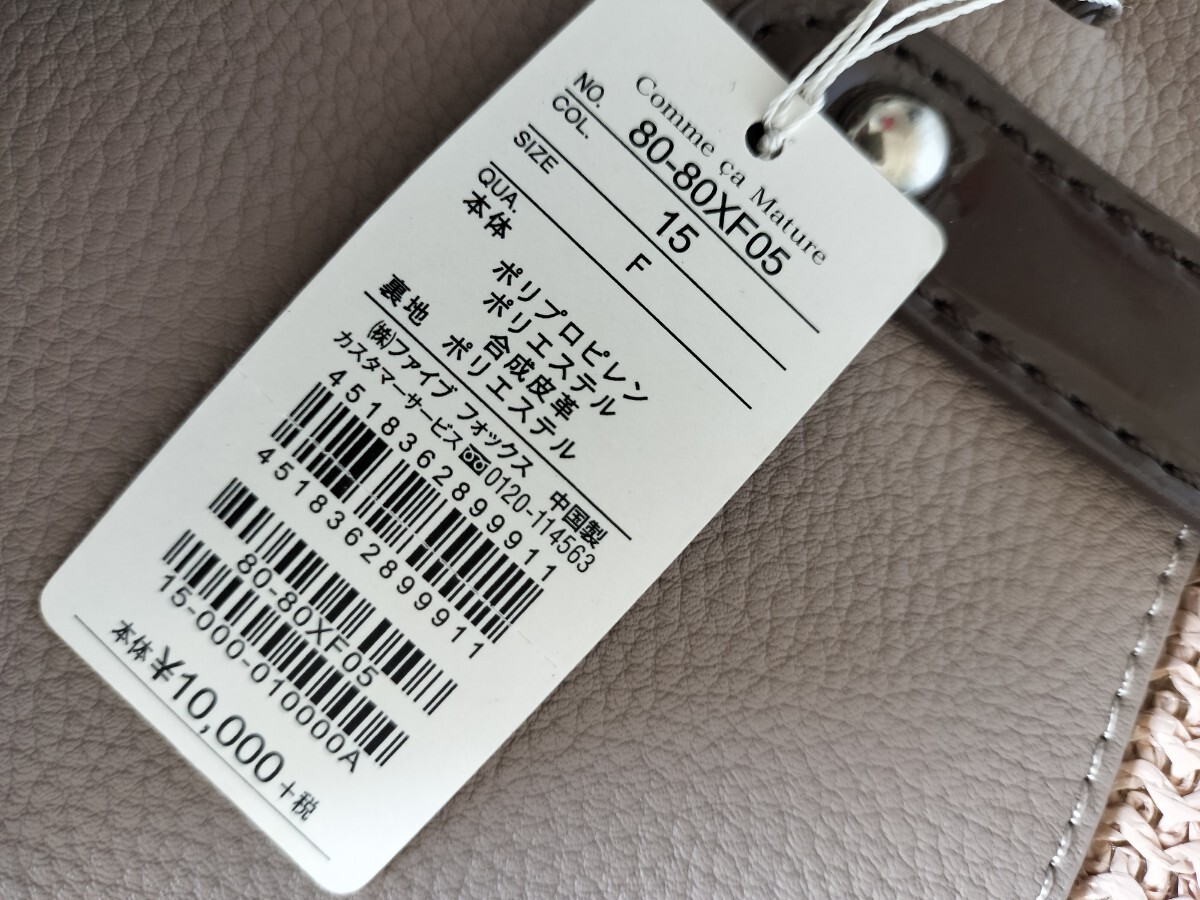 Comme ça Mature
NO. 80-80XF05
COL. 15
SIZE F
QUA.
本体 ポリプロピレン
ポリエステル
合成皮革
裏地 ポリエステル
㈱ファイブ フォックス 中国製
カスタマーサービス 0120-114563
4518362899911
4518362899911
80-80XF05
15-000-010000A
本体¥10,000+税